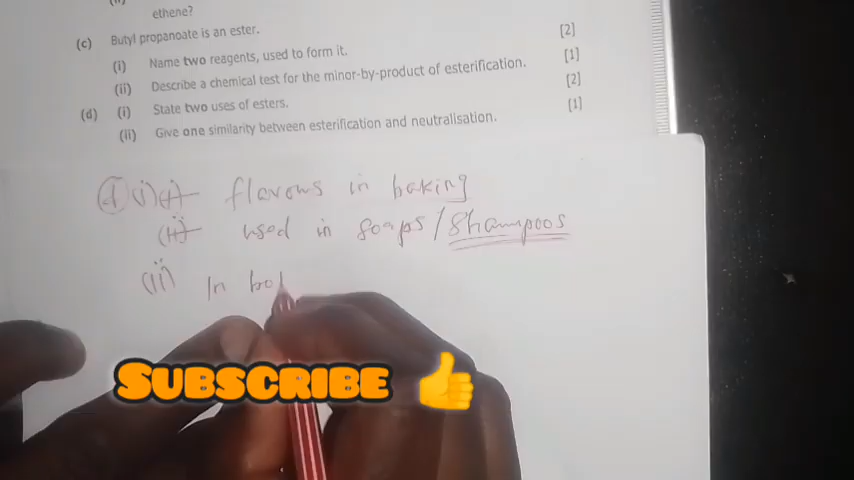 ethene?
(c) Butyl propanoate is an ester. [2]
(i) Name two reagents, used to form it. [1]
(ii) Describe a chemical test for the minor-by-product of esterification. [2]
(d) (i) State two uses of esters. [1]
(ii) Give one similarity between esterification and neutralisation.
(d) (i) (i) flavours in baking
(ii) used in soaps/shampoos
(ii) In bo
SUBSCRIBE